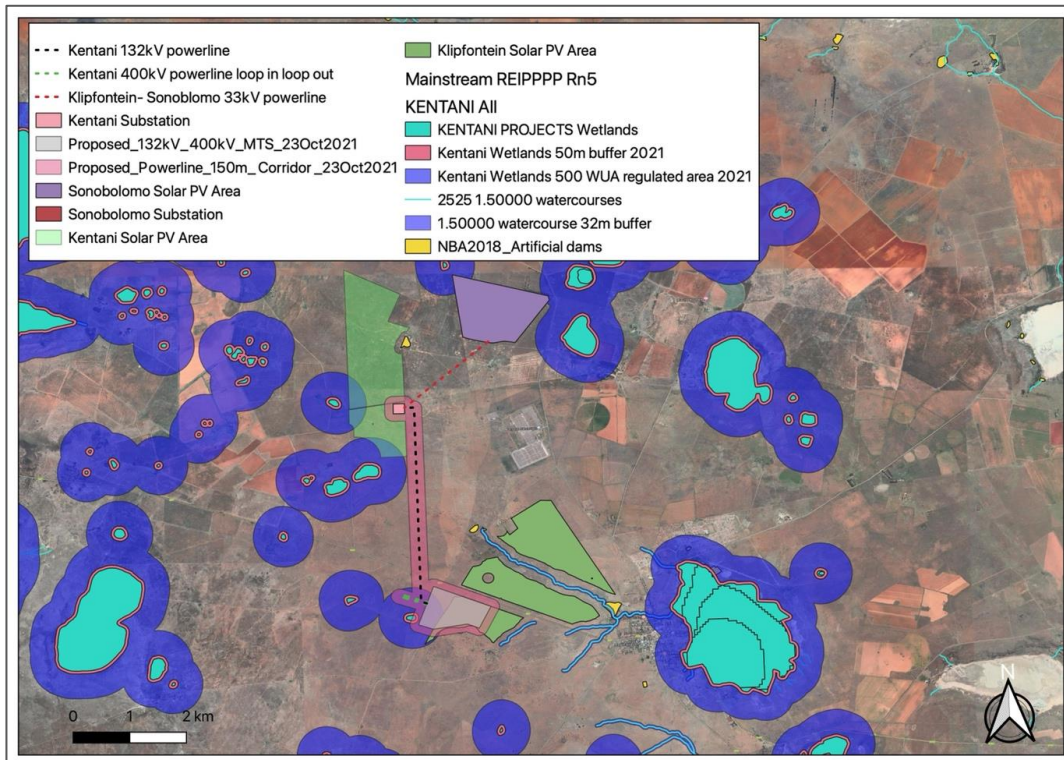 Kentani 132kV powerline
Kentani 400kV powerline loop in loop out
Klipfontein- Sonoblomo 33kV powerline
Kentani Substation
Proposed_132kV_400kV_MTS_23Oct2021
Proposed_Powerline_150m_Corridor_23Oct2021
Sonobolomo Solar PV Area
Sonobolomo Substation
Kentani Solar PV Area
Klipfontein Solar PV Area
Mainstream REIPPPP Rn5
KENTANI AII
KENTANI PROJECTS Wetlands
Kentani Wetlands 50m buffer 2021
Kentani Wetlands 500 WUA regulated area 2021
2525 1.50000 watercourses
1.50000 watercourse 32m buffer
NBA2018_Artificial dams
0 1 2 km
N